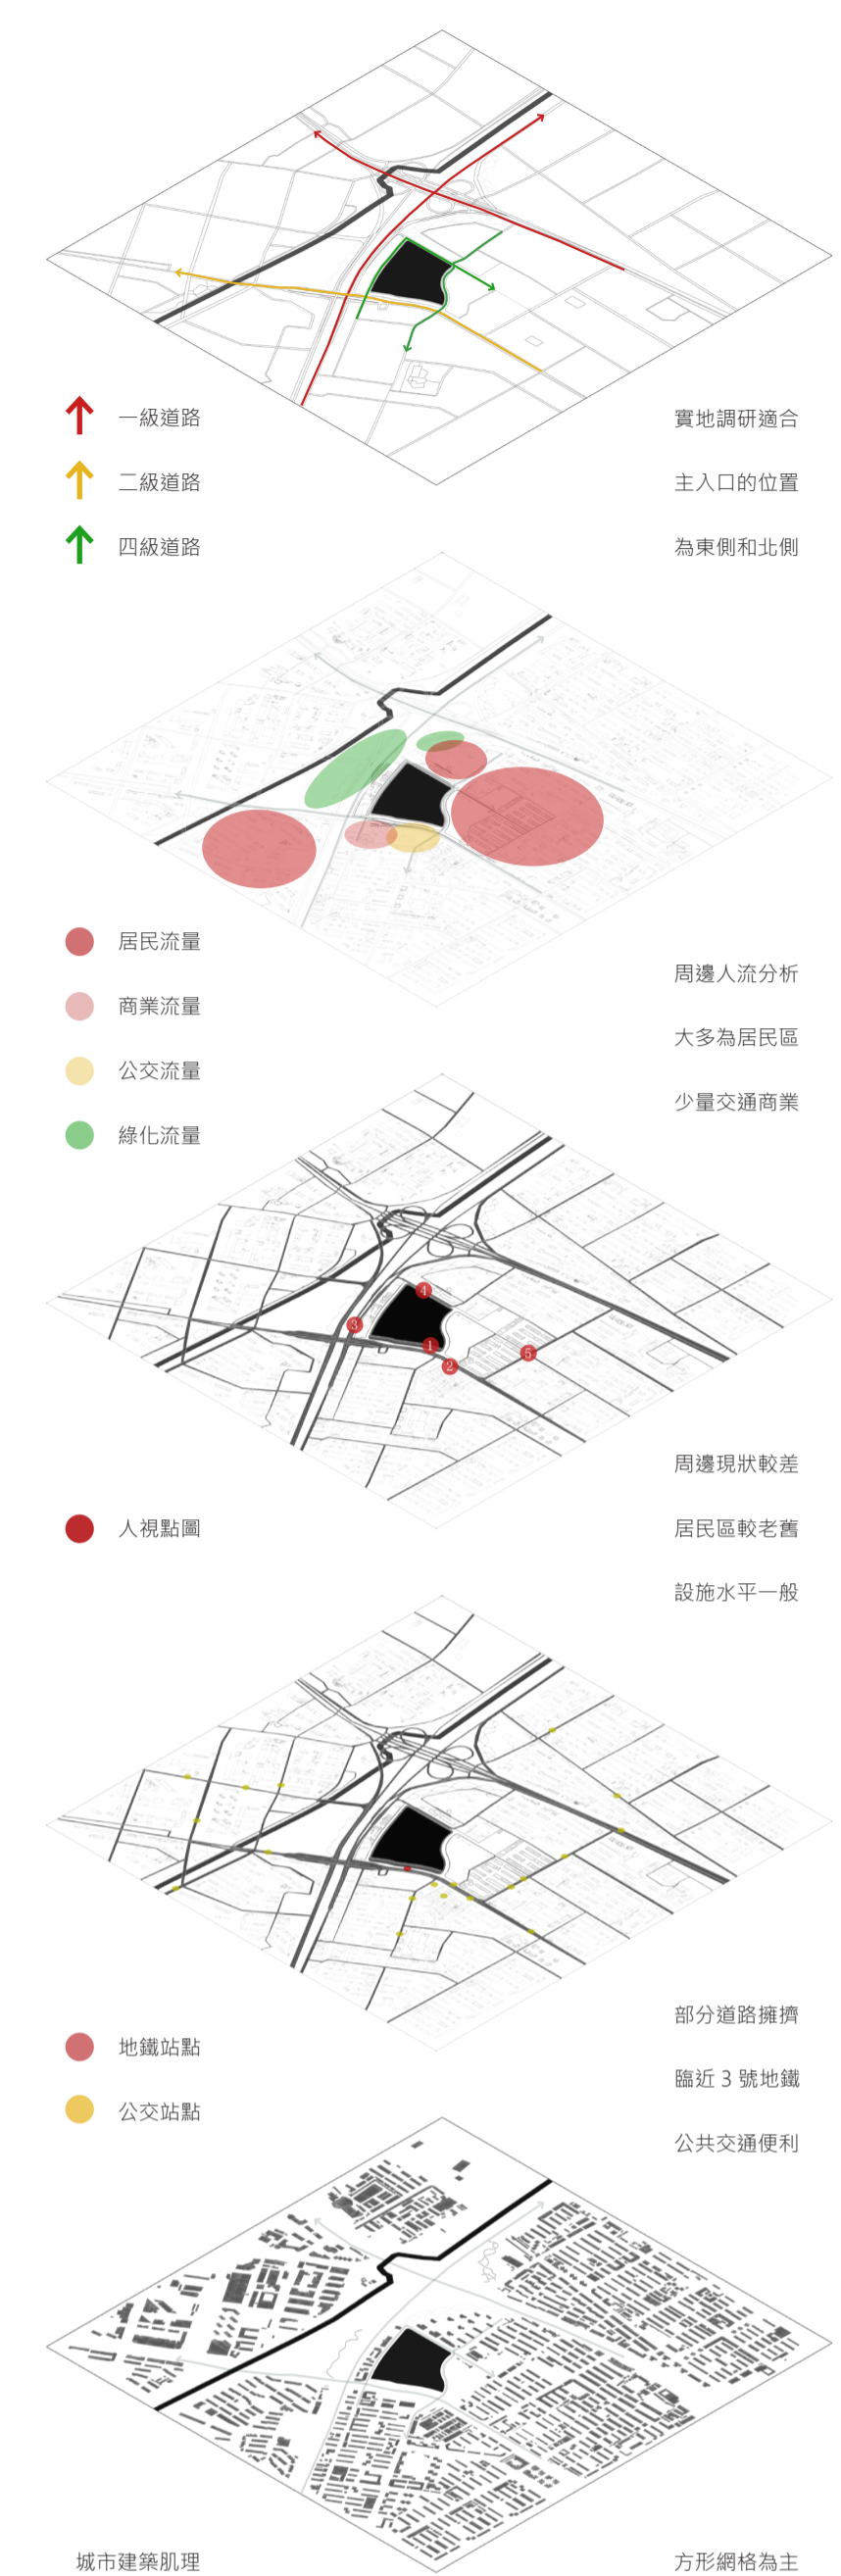 一級道路
實地調研適合
二級道路
主入口的位置
四級道路
為東側和北側
居民流量
周邊人流分析
商業流量
大多為居民區
公交流量
少量交通商業
綠化流量
4
3
1
5
2
周邊現狀較差
人視點圖
居民區較老舊
設施水平一般
部分道路擁擠
地鐵站點
臨近 3 號地鐵
公交站點
公共交通便利
城市建築肌理
方形網格為主